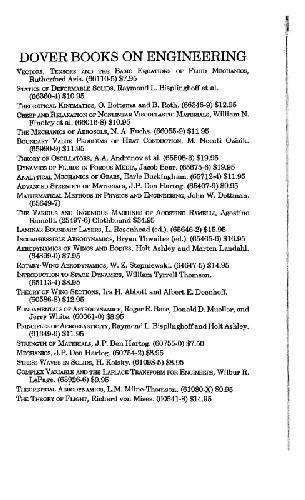 DOVER BOOKS ON ENGINEERING
VECTORS, TENSORS AND THE BASIC EQUATIONS OF FLUID MECHANICS,
Rutherford Aris. (66110-5) $7.95
STATICS OF DEFORMABLE SOLIDS, Raymond L. Bisplinghoff et al.
(66360-4) $10.95
THEORETICAL KINEMATICS, O. Bottema and B. Roth. (66346-9) $12.95
CREEP AND RELAXATION OF NONLINEAR VISCOELASTIC MATERIALS, William N.
Findley et al. (66016-8) $10.95
THE MECHANICS OF AEROSOLS, N. A. Fuchs. (66055-9) $11.95
BOUNDARY VALUE PROBLEMS OF HEAT CONDUCTION, M. Necati Özisik.
(65990-9) $11.95
THEORY OF OSCILLATORS, A.A. Andronov et al. (65508-3) $19.95
DYNAMICS OF FLUIDS IN POROUS MEDIA, Jacob Bear. (65675-6) $19.95
ANALYTICAL MECHANICS OF GEARS, Earle Buckingham. (65712-4) $11.95
ADVANCED STRENGTH OF MATERIALS, J.P. Den Hartog. (65407-9) $9.95
MATHEMATICAL METHODS IN PHYSICS AND ENGINEERING, John W. Dettman.
(65649-7)
THE VARIOUS AND INGENIOUS MACHINES OF AGOSTINO RAMELLI, Agostino
Ramelli. (25497-6) Clothbound $34.95
LAMINAR BOUNDARY LAYERS, L. Rosenhead (ed.). (65646-2) $15.95
INCOMPRESSIBLE AERODYNAMICS, Bryan Thwaites (ed.). (65465-6) $16.95
AERODYNAMICS OF WINGS AND BODIES, Holt Ashley and Marten Landahl.
(64899-0) $7.95
ROTARY-WING AERODYNAMICS, W. Z. Stepniewski. (64647-5) $14.95
INTRODUCTION TO SPACE DYNAMICS, William Tyrrell Thomson.
(65113-4) $8.95
THEORY OF WING SECTIONS, Ira H. Abbott and Albert E. Doenhoff.
(60586-8) $12.95
FUNDAMENTALS OF ASTRODYNAMICS, Roger R. Bate, Donald D. Mueller, and
Jerry White. (60061-0) $8.95
PRINCIPLES OF AEROELASTICITY, Raymond L. Bisplinghoff and Holt Ashley.
(61349-6) $11.95
STRENGTH OF MATERIALS, J.P. Den Hartog. (60755-0) $7.50
MECHANICS, J.P. Den Hartog. (60754-2) $8.95
STRESS WAVES IN SOLIDS, H. Kolsky. (61098-5) $8.95
COMPLEX VARIABLE AND THE LAPLACE TRANSFORM FOR ENGINEERS, Wilbur R.
LePage. (63926-6) $9.95
THEORETICAL AERODYNAMICS, L.M. Milne-Thomson. (61980-X) $9.95
THE THEORY OF FLIGHT, Richard von Mises. (60541-8) $14.95